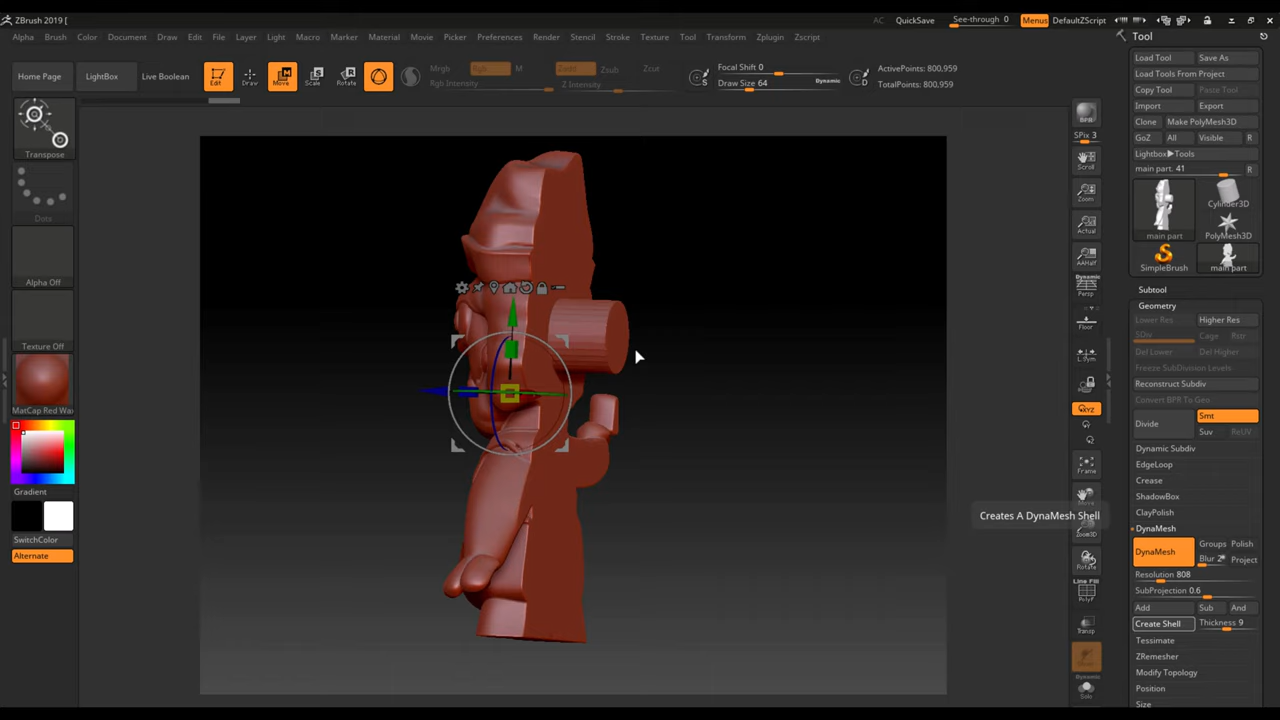 ZBrush 2019 [
AC QuickSave See-through 0 Menus DefaultZScript
Alpha Brush Color Document Draw Edit File Layer Light Macro Marker Material Movie Picker Preferences Render Stencil Stroke Texture Tool Transform Zplugin Zscript
Home Page LightBox Live Boolean
Edit Draw Move Scale Rotate
Mrgb Rgb M
Rgb Intensity
Zadd Zsub Zcut
Z Intensity
Focal Shift 0
Draw Size 64 Dynamic
ActivePoints: 800,959
TotalPoints: 800,959
Transpose
Dots
Alpha Off
Texture Off
MatCap Red Wax
Gradient
SwitchColor
Alternate
BPR
SPix 3
Scroll
Zoom
Actual
AAHalf
Dynamic
Persp
Floor
L.Sym
XYZ
Frame
Move
Zoom3D
Rotate
Line Fill
PolyF
Transp
Dynamic
Solo
Creates A DynaMesh Shell
Tool
Load Tool Save As
Load Tools From Project
Copy Tool Paste Tool
Import Export
Clone Make PolyMesh3D
GoZ All Visible R
Lightbox▶Tools
main part. 41 R
main part
Cylinder3D
PolyMesh3D
SimpleBrush
main part
Subtool
Geometry
Lower Res Higher Res
SDiv Cage Rstr
Del Lower Del Higher
Freeze SubDivision Levels
Reconstruct Subdiv
Convert BPR To Geo
Divide Smt
Suv ReUV
Dynamic Subdiv
EdgeLoop
Crease
ShadowBox
ClayPolish
DynaMesh
DynaMesh Groups Polish
Blur 2 Project
Resolution 808
SubProjection 0.6
Add Sub And
Create Shell Thickness 9
Tessimate
ZRemesher
Modify Topology
Position
Size